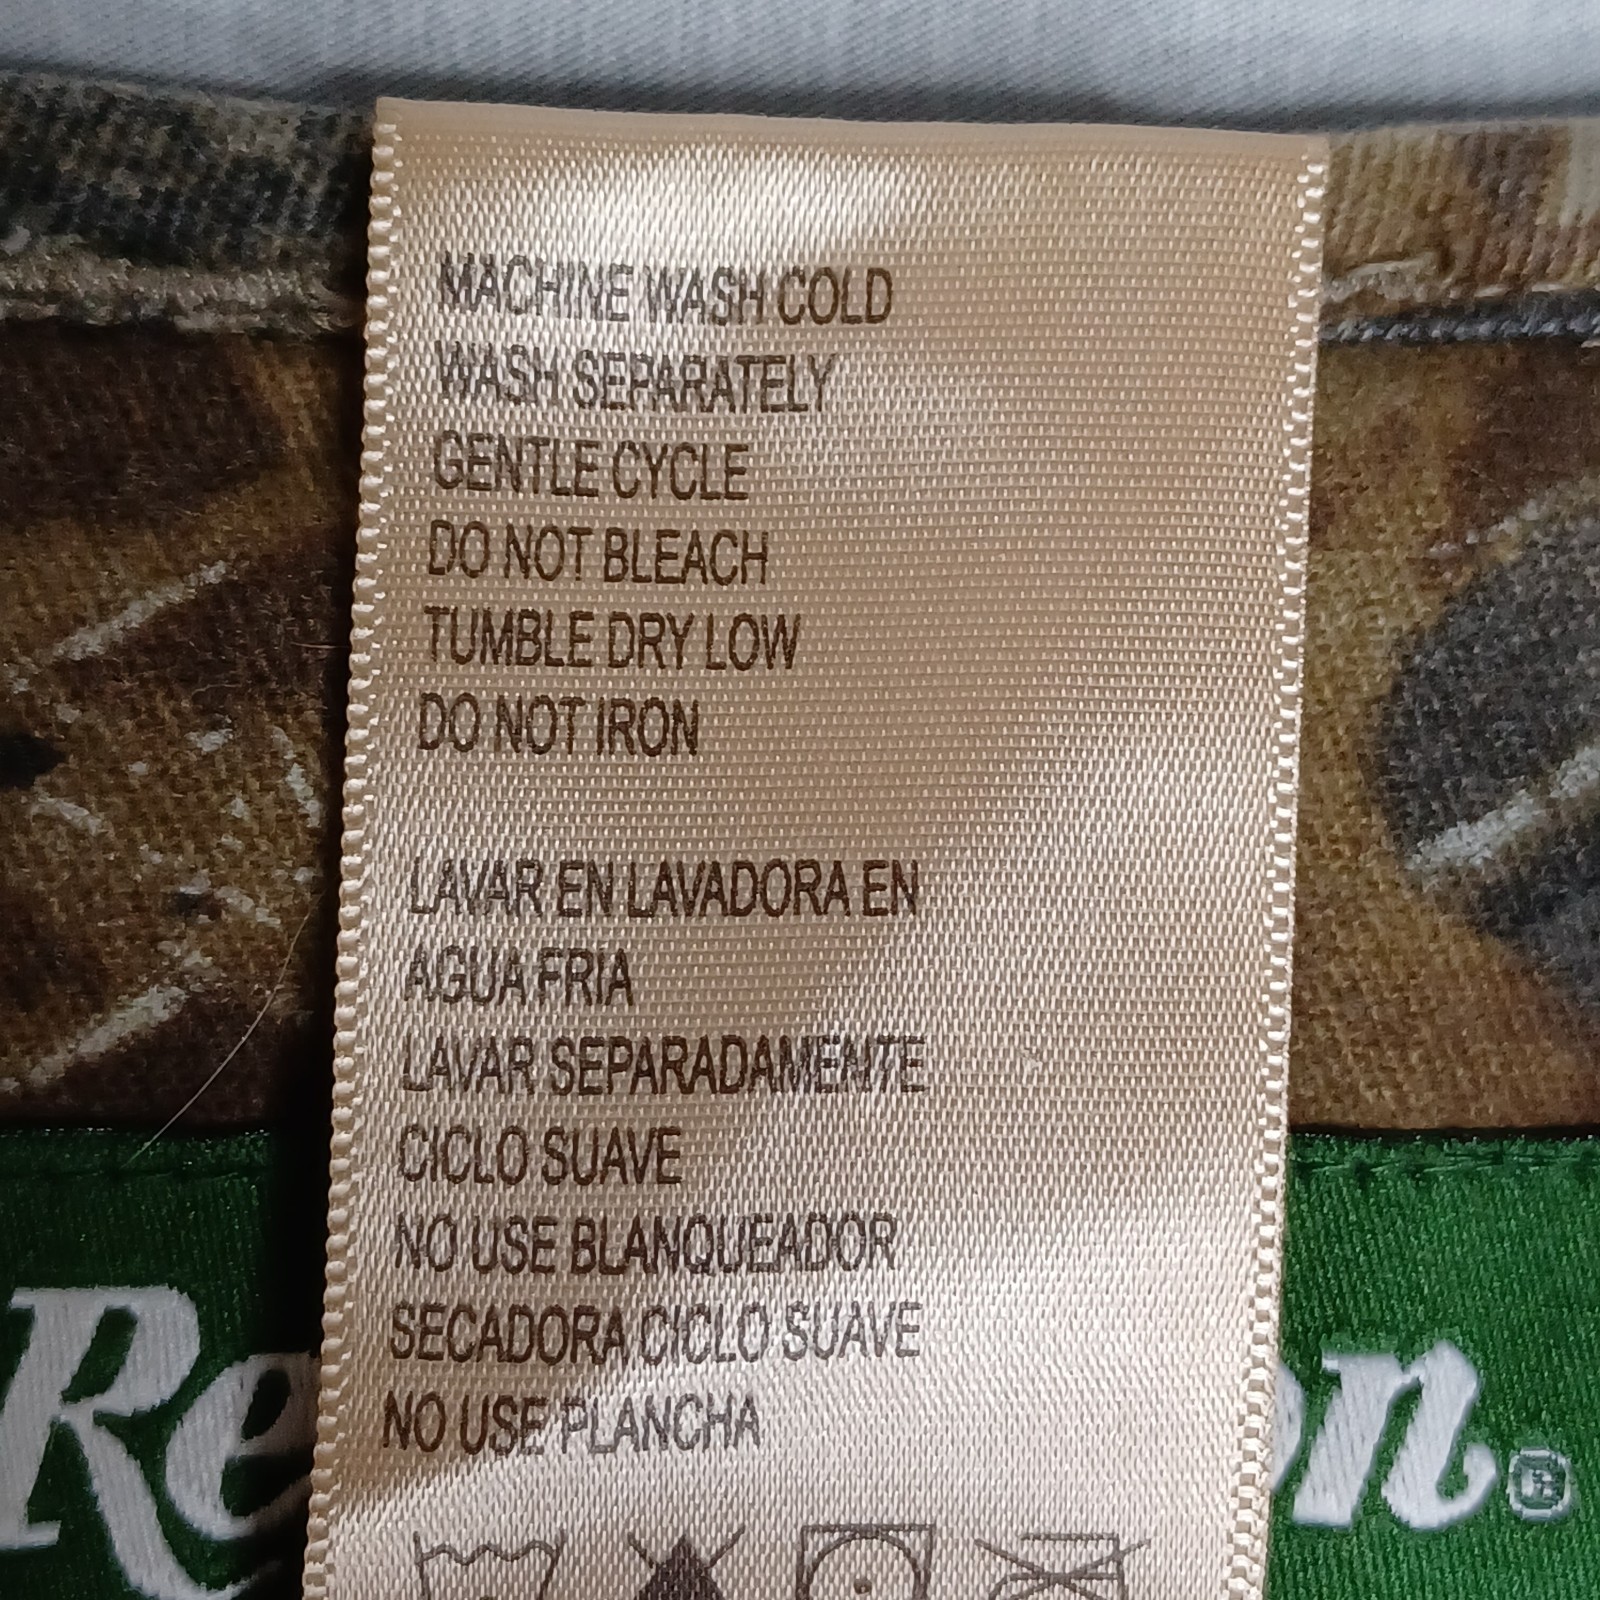 MACHINE WASH COLD
WASH SEPARATELY
GENTLE CYCLE
DO NOT BLEACH
TUMBLE DRY LOW
DO NOT IRON
LAVAR EN LAVADORA EN
AGUA FRIA
LAVAR SEPARADAMENTE
CICLO SUAVE
NO USE BLANQUEADOR
SECADORA CICLO SUAVE
NO USE PLANCHA